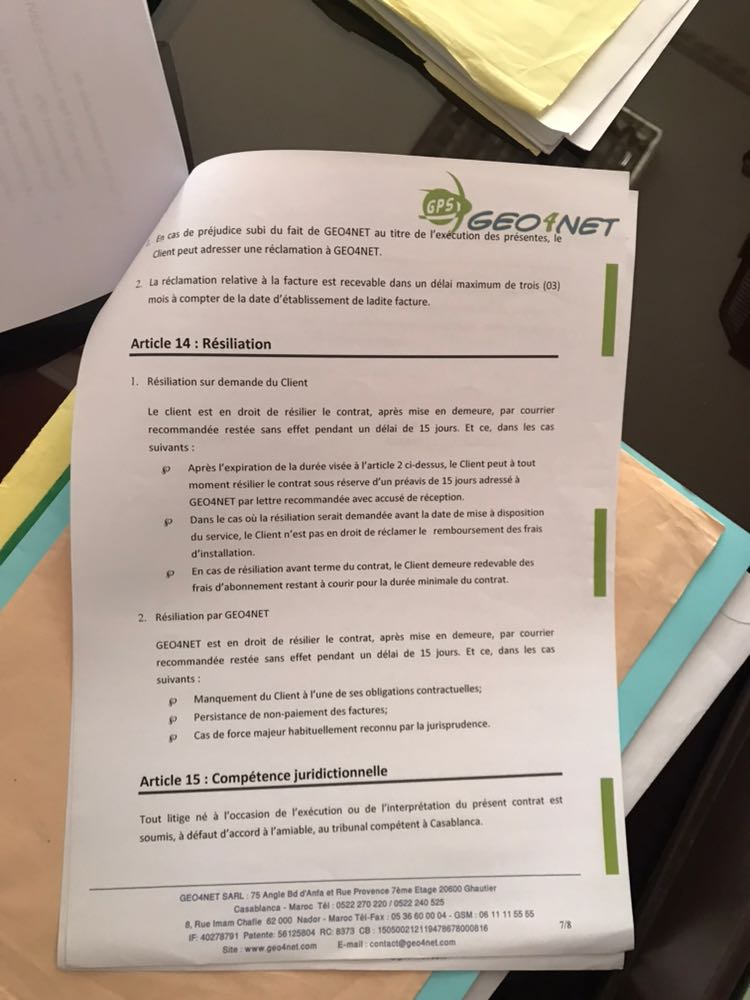 GPS GEO4NET
En cas de préjudice subi du fait de GEO4NET au titre de l'exécution des présentes, le
Client peut adresser une réclamation à GEO4NET.
2. La réclamation relative à la facture est recevable dans un délai maximum de trois (03)
mois à compter de la date d'établissement de ladite facture.
Article 14 : Résiliation
1. Résiliation sur demande du Client
Le client est en droit de résilier le contrat, après mise en demeure, par courrier
recommandée restée sans effet pendant un délai de 15 jours. Et ce, dans les cas
suivants :
℘ Après l'expiration de la durée visée à l'article 2 ci-dessus, le Client peut à tout
moment résilier le contrat sous réserve d'un préavis de 15 jours adressé à
GEO4NET par lettre recommandée avec accusé de réception.
℘ Dans le cas où la résiliation serait demandée avant la date de mise à disposition
du service, le Client n'est pas en droit de réclamer le remboursement des frais
d'installation.
℘ En cas de résiliation avant terme du contrat, le Client demeure redevable des
frais d'abonnement restant à courir pour la durée minimale du contrat.
2. Résiliation par GEO4NET
GEO4NET est en droit de résilier le contrat, après mise en demeure, par courrier
recommandée restée sans effet pendant un délai de 15 jours. Et ce, dans les cas
suivants :
℘ Manquement du Client à l'une de ses obligations contractuelles;
℘ Persistance de non-paiement des factures;
℘ Cas de force majeur habituellement reconnu par la jurisprudence.
Article 15 : Compétence juridictionnelle
Tout litige né à l'occasion de l'exécution ou de l'interprétation du présent contrat est
soumis, à défaut d'accord à l'amiable, au tribunal compétent à Casablanca.
GEO4NET SARL : 75 Angle Bd d'Anfa et Rue Provence 7ème Etage 20600 Ghautier
Casablanca - Maroc Tél : 0522 270 220 / 0522 240 525
8, Rue Imam Chafie 62 000 Nador - Maroc Tél-Fax : 05 36 60 00 04 - GSM : 06 11 11 55 55
IF: 40278791 Patente: 56125804 RC: 8373 CB : 150500212119478678000816
Site : www.geo4net.com E-mail : contact@geo4net.com
7/8